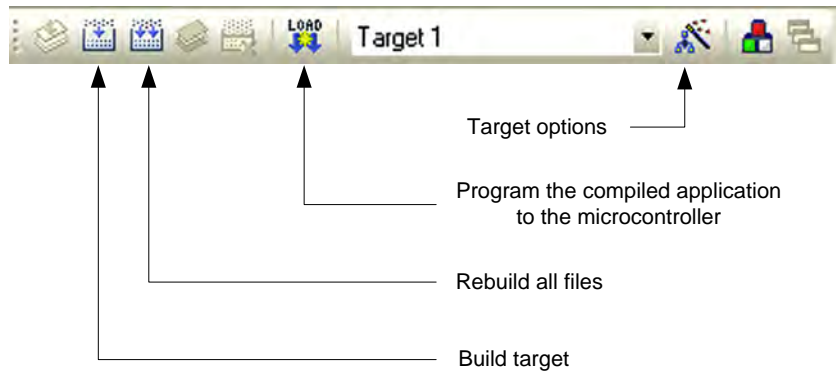 LOAD
Target 1
Target options
Program the compiled application
to the microcontroller
Rebuild all files
Build target